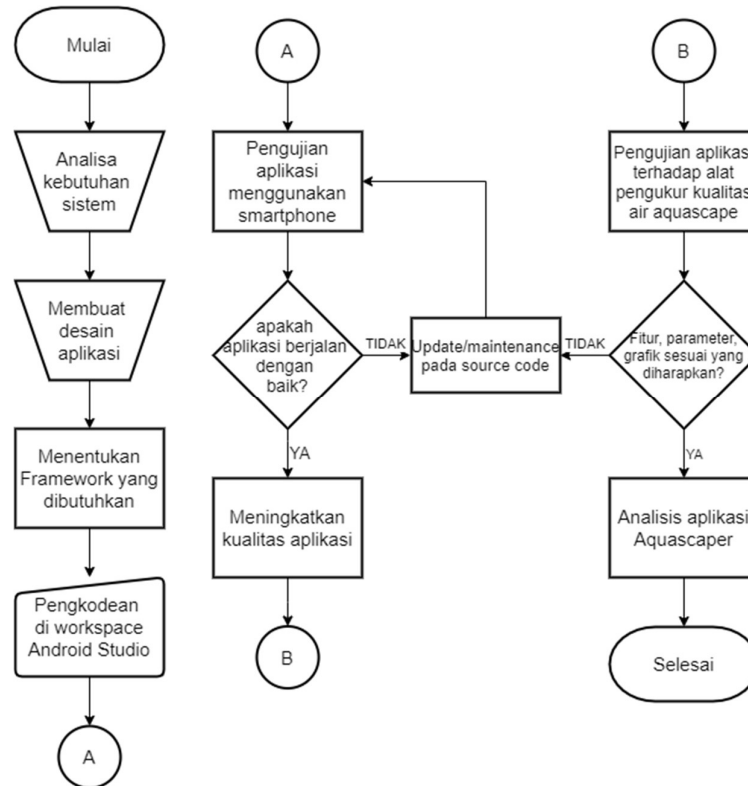 Mulai
Analisa
kebutuhan
sistem
Membuat
desain
aplikasi
Menentukan
Framework yang
dibutuhkan
Pengkodean
di workspace
Android Studio
A
A
Pengujian
aplikasi
menggunakan
smartphone
apakah
aplikasi berjalan
dengan
baik?
TIDAK
YA
Meningkatkan
kualitas aplikasi
B
Update/maintenance
pada source code
B
Pengujian aplikasi
terhadap alat
pengukur kualitas
air aquascape
Fitur, parameter,
grafik sesuai yang
diharapkan?
TIDAK
YA
Analisis aplikasi
Aquascaper
Selesai